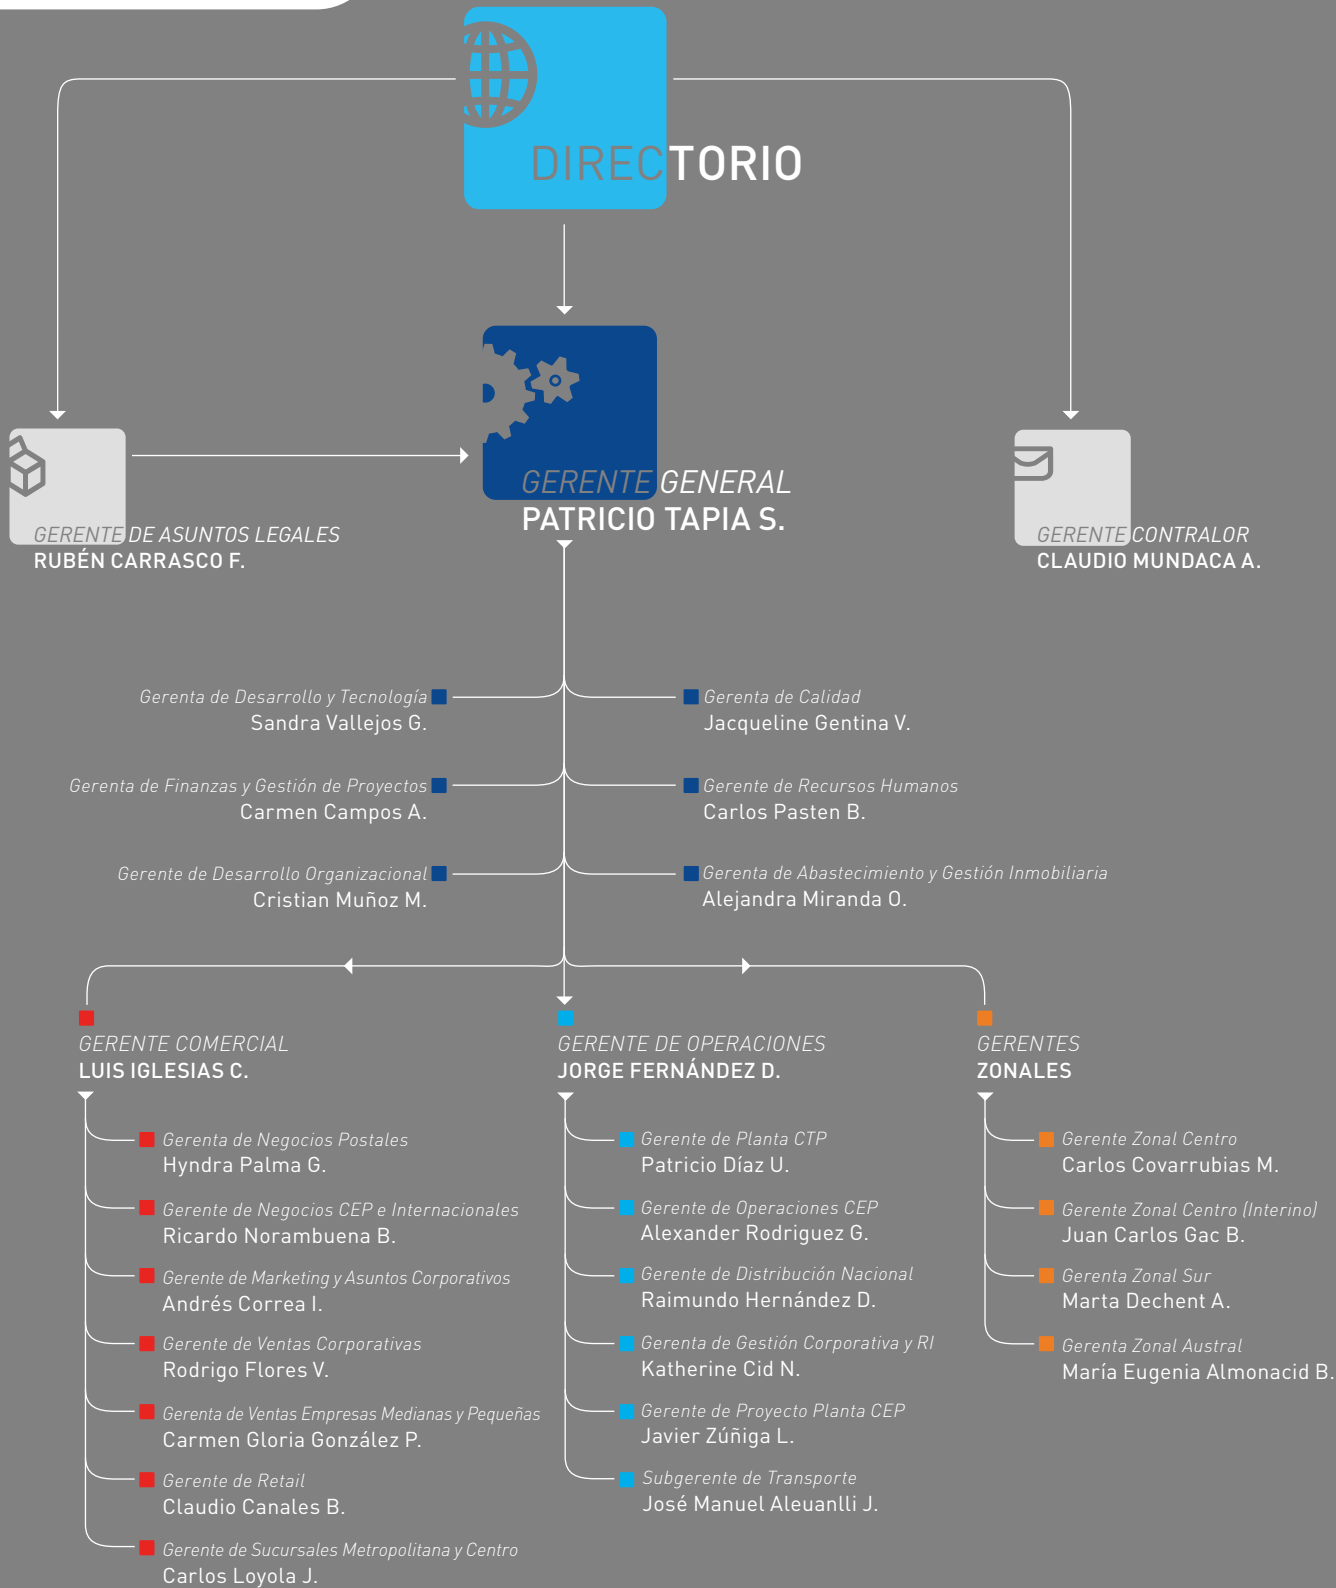 DIRECTORIO
GERENTE GENERAL
PATRICIO TAPIA S.
GERENTE DE ASUNTOS LEGALES
RUBÉN CARRASCO F.
GERENTE CONTRALOR
CLAUDIO MUNDACA A.
Gerenta de Desarrollo y Tecnología
Sandra Vallejos G.
Gerenta de Calidad
Jacqueline Gentina V.
Gerenta de Finanzas y Gestión de Proyectos
Carmen Campos A.
Gerente de Recursos Humanos
Carlos Pasten B.
Gerente de Desarrollo Organizacional
Cristian Muñoz M.
Gerenta de Abastecimiento y Gestión Inmobiliaria
Alejandra Miranda O.
GERENTE COMERCIAL
LUIS IGLESIAS C.
Gerenta de Negocios Postales
Hyndra Palma G.
Gerente de Negocios CEP e Internacionales
Ricardo Norambuena B.
Gerente de Marketing y Asuntos Corporativos
Andrés Correa I.
Gerente de Ventas Corporativas
Rodrigo Flores V.
Gerenta de Ventas Empresas Medianas y Pequeñas
Carmen Gloria González P.
Gerente de Retail
Claudio Canales B.
Gerente de Sucursales Metropolitana y Centro
Carlos Loyola J.
GERENTE DE OPERACIONES
JORGE FERNÁNDEZ D.
Gerente de Planta CTP
Patricio Díaz U.
Gerente de Operaciones CEP
Alexander Rodriguez G.
Gerente de Distribución Nacional
Raimundo Hernández D.
Gerenta de Gestión Corporativa y RI
Katherine Cid N.
Gerente de Proyecto Planta CEP
Javier Zúñiga L.
Subgerente de Transporte
José Manuel Aleuanlli J.
GERENTES
ZONALES
Gerente Zonal Centro
Carlos Covarrubias M.
Gerente Zonal Centro (Interino)
Juan Carlos Gac B.
Gerenta Zonal Sur
Marta Dechent A.
Gerenta Zonal Austral
María Eugenia Almonacid B.